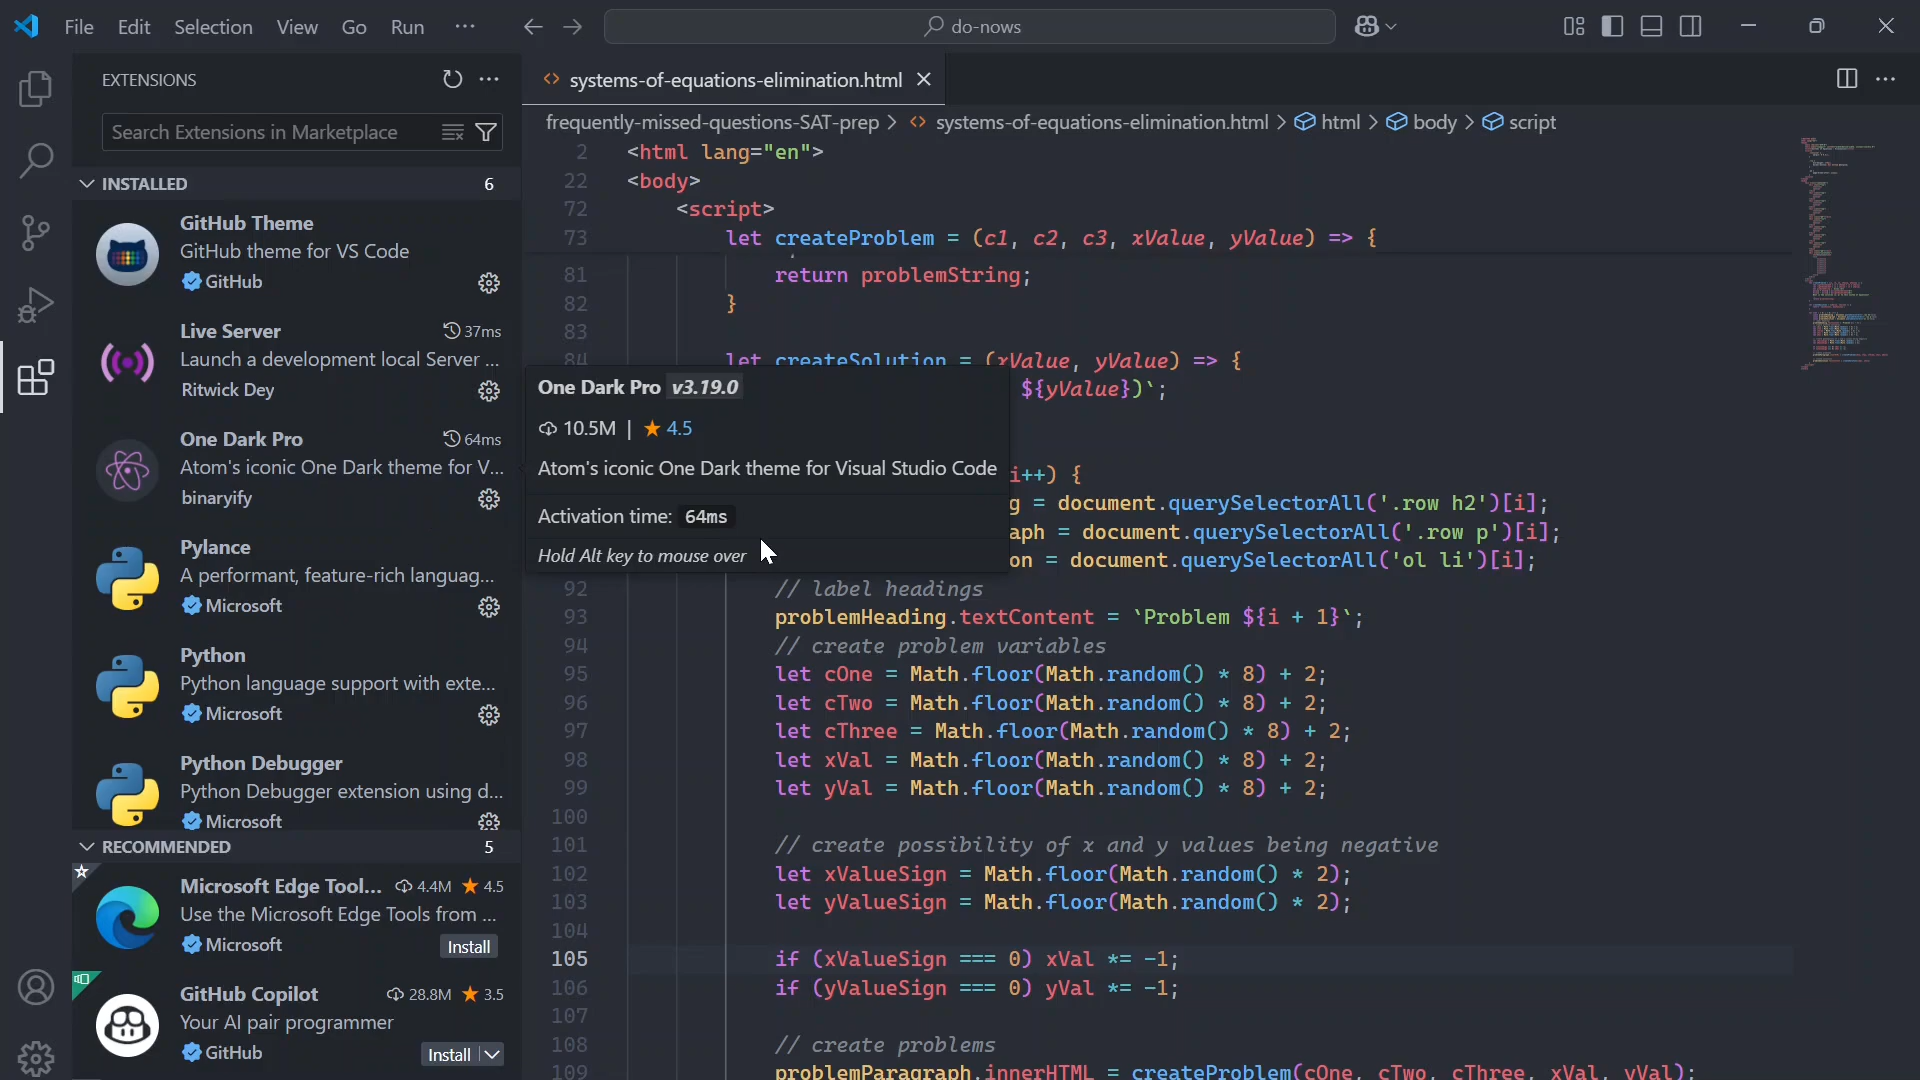 File Edit Selection View Go Run ···
do-nows
EXTENSIONS
Search Extensions in Marketplace
INSTALLED 6
GitHub Theme
GitHub theme for VS Code
GitHub
Live Server 37ms
Launch a development local Server ...
Ritwick Dey
One Dark Pro 64ms
Atom's iconic One Dark theme for V...
binaryify
Pylance
A performant, feature-rich languag...
Microsoft
Python
Python language support with exte...
Microsoft
Python Debugger
Python Debugger extension using d...
Microsoft
RECOMMENDED 5
Microsoft Edge Tool... 4.4M ★ 4.5
Use the Microsoft Edge Tools from ...
Microsoft
Install
GitHub Copilot 28.8M ★ 3.5
Your AI pair programmer
GitHub
Install
systems-of-equations-elimination.html
frequently-missed-questions-SAT-prep > systems-of-equations-elimination.html > html > body > script
2 <html lang="en">
22 <body>
72 <script>
73 let createProblem = (c1, c2, c3, xValue, yValue) => {
81 return problemString;
82 }
83
84 let createSolution = (xValue, yValue) => {
${yValue})`;
i++) {
g = document.querySelectorAll('.row h2')[i];
aph = document.querySelectorAll('.row p')[i];
on = document.querySelectorAll('ol li')[i];
One Dark Pro v3.19.0
10.5M | ★ 4.5
Atom's iconic One Dark theme for Visual Studio Code
Activation time: 64ms
Hold Alt key to mouse over
92 // label headings
93 problemHeading.textContent = `Problem ${i + 1}`;
94 // create problem variables
95 let cOne = Math.floor(Math.random() * 8) + 2;
96 let cTwo = Math.floor(Math.random() * 8) + 2;
97 let cThree = Math.floor(Math.random() * 8) + 2;
98 let xVal = Math.floor(Math.random() * 8) + 2;
99 let yVal = Math.floor(Math.random() * 8) + 2;
100
101 // create possibility of x and y values being negative
102 let xValueSign = Math.floor(Math.random() * 2);
103 let yValueSign = Math.floor(Math.random() * 2);
104
105 if (xValueSign === 0) xVal *= -1;
106 if (yValueSign === 0) yVal *= -1;
107
108 // create problems
109 problemParagraph.innerHTML = createProblem(cOne, cTwo, cThree, xVal, yVal);